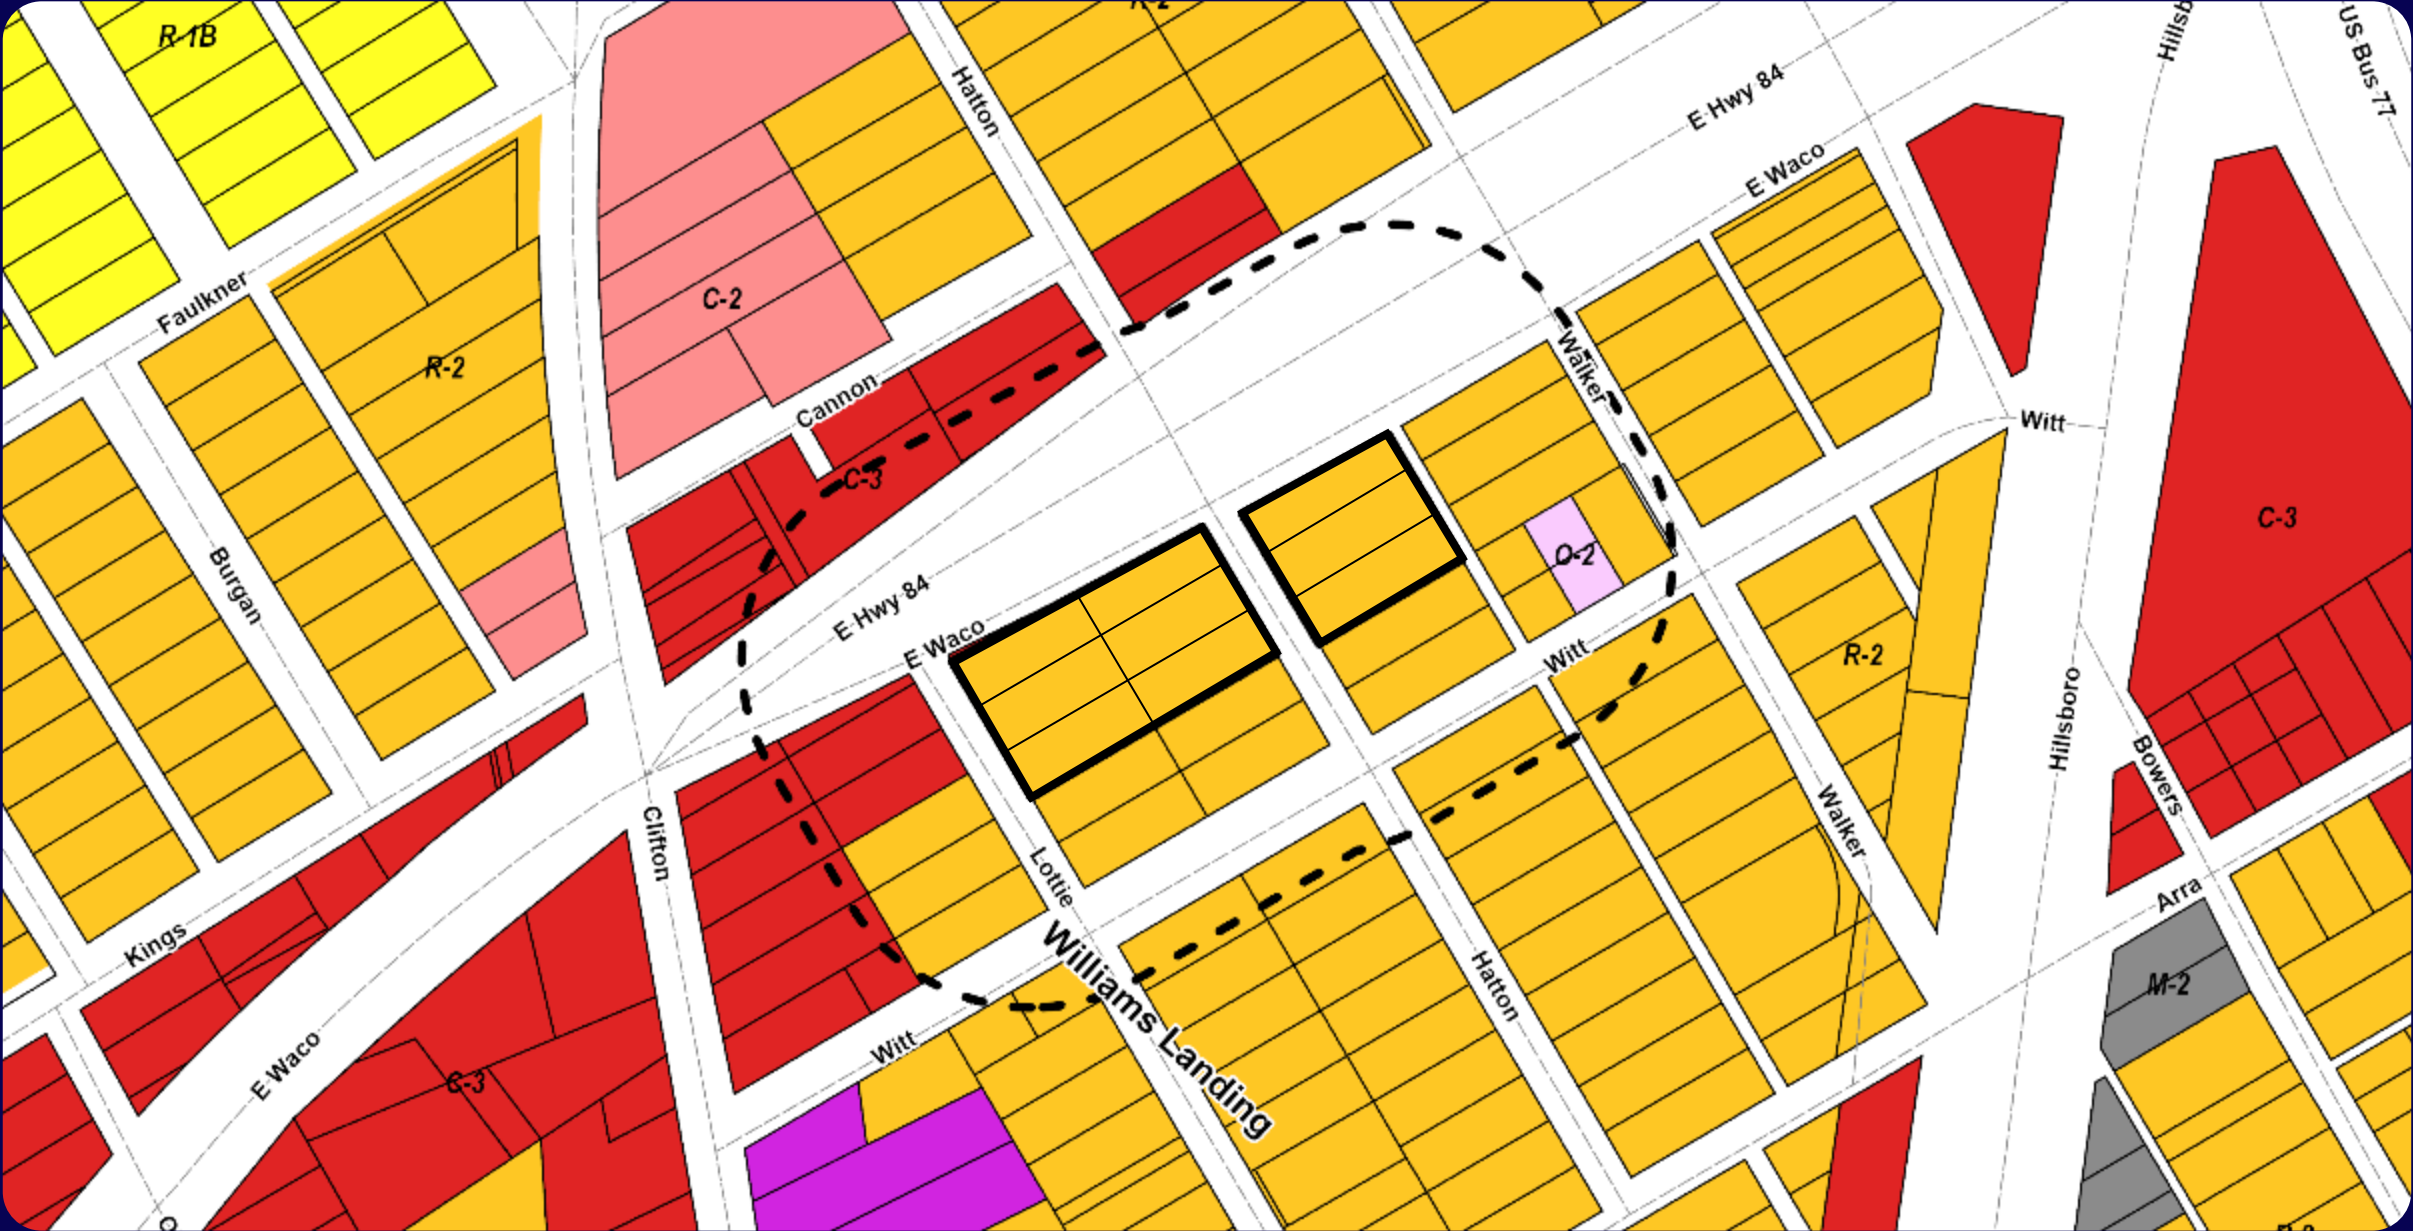 R-1B
R-2
Hillsb
US Bus 77
Hatton
E Hwy 84
E Waco
Faulkner
C-2
R-2
Walker
Cannon
Witt
C-3
C-3
O-2
Burgan
E Hwy 84
E Waco
Witt
R-2
Hillsboro
Bowers
Clifton
Walker
Lottie
Arra
Kings
Williams Landing
Hatton
M-2
Witt
E Waco
C-3
R-2